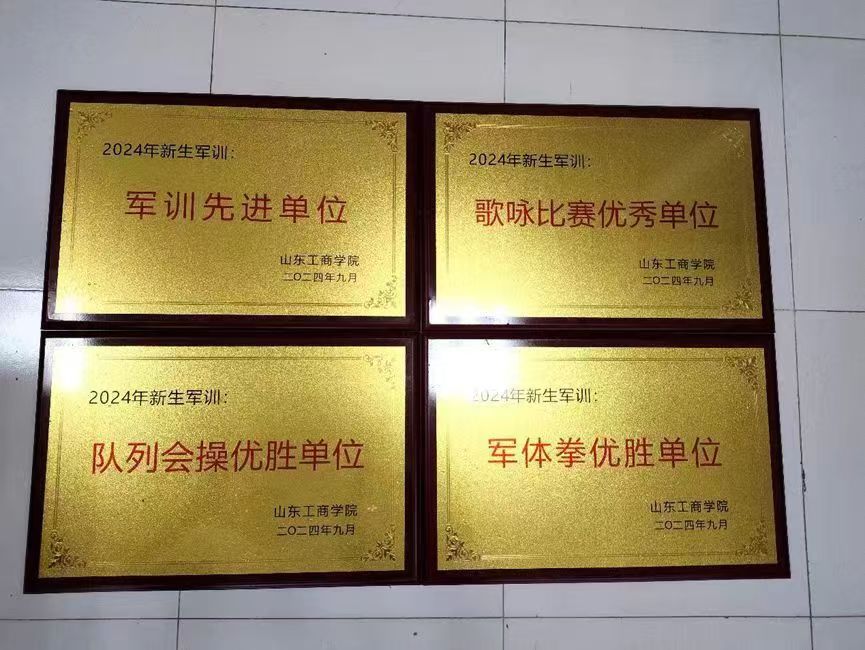 2024年新生军训：
军训先进单位
山东工商学院
二〇二四年九月
2024年新生军训：
歌咏比赛优秀单位
山东工商学院
二〇二四年九月
2024年新生军训：
队列会操优胜单位
山东工商学院
二〇二四年九月
2024年新生军训：
军体拳优胜单位
山东工商学院
二〇二四年九月